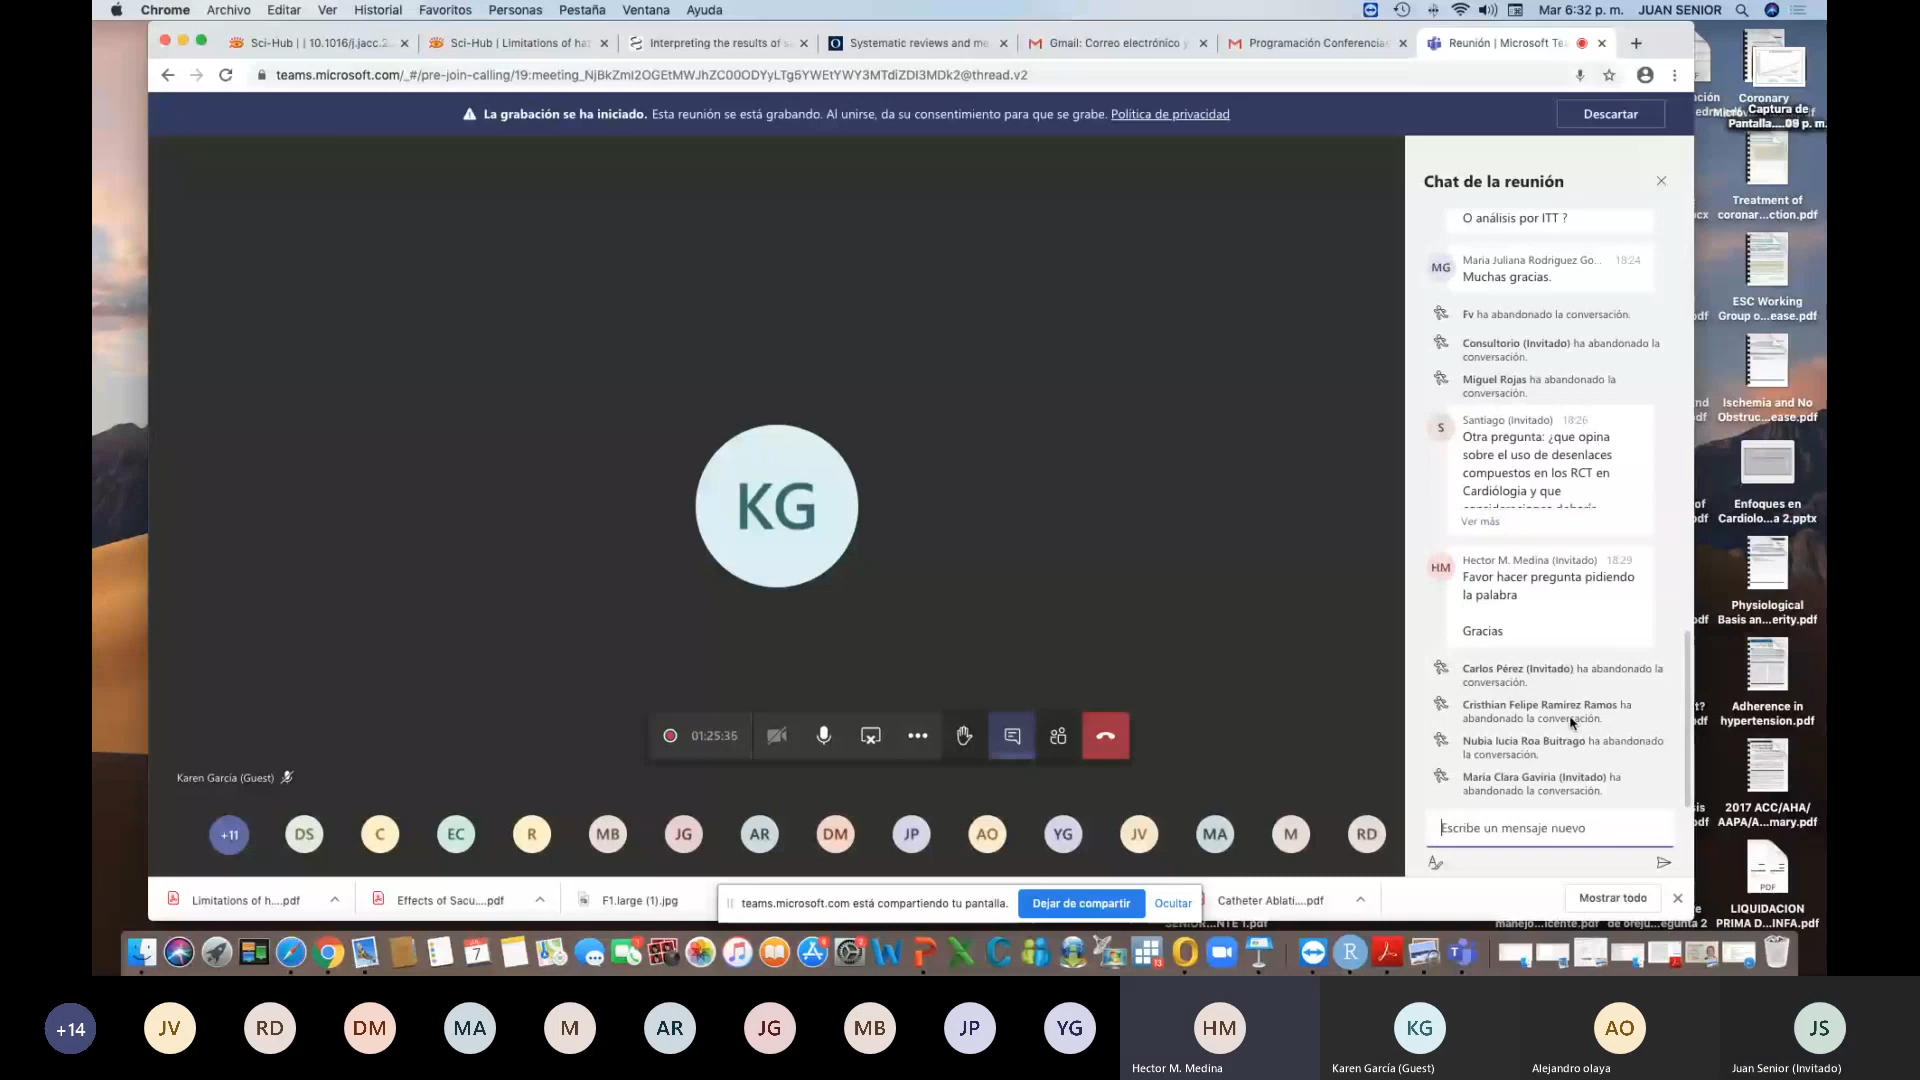 Chrome Archivo Editar Ver Historial Favoritos Personas Pestaña Ventana Ayuda
Mar 6:32 p. m. JUAN SENIOR
Sci-Hub | | 10.1016/j.jacc.2
Sci-Hub | Limitations of ha
Interpreting the results of s
Systematic reviews and me
Gmail: Correo electrónico y
Programación Conferencias
Reunión | Microsoft Te
teams.microsoft.com/_#/pre-join-calling/19:meeting_NjBkZmI2OGEtMWJhZC00ODYyLTg5YWEtYWY3MTdiZDI3MDk2@thread.v2
La grabación se ha iniciado. Esta reunión se está grabando. Al unirse, da su consentimiento para que se grabe. Política de privacidad
Descartar
KG
01:25:35
Karen García (Guest)
+11 DS C EC R MB JG AR DM JP AO YG JV MA M RD
Chat de la reunión
O análisis por ITT ?
MG
Maria Juliana Rodriguez Go... 18:24
Muchas gracias.
Fv ha abandonado la conversación.
Consultorio (Invitado) ha abandonado la
conversación.
Miguel Rojas ha abandonado la
conversación.
S
Santiago (Invitado) 18:26
Otra pregunta: ¿que opina
sobre el uso de desenlaces
compuestos en los RCT en
Cardiólogia y que
Ver más
HM
Hector M. Medina (Invitado) 18:29
Favor hacer pregunta pidiendo
la palabra
Gracias
Carlos Pérez (Invitado) ha abandonado la
conversación.
Cristhian Felipe Ramirez Ramos ha
abandonado la conversación.
Nubia lucia Roa Buitrago ha abandonado
la conversación.
María Clara Gaviria (Invitado) ha
abandonado la conversación.
Escribe un mensaje nuevo
Coronary
Captura de
Pantalla....09 p. m.
Treatment of
coronar...ction.pdf
ESC Working
Group o...ease.pdf
Ischemia and No
Obstruc...ease.pdf
Enfoques en
Cardiolo...a 2.pptx
Physiological
Basis an...erity.pdf
Adherence in
hypertension.pdf
2017 ACC/AHA/
AAPA/A...mary.pdf
PDF
LIQUIDACION
PRIMA D...INFA.pdf
Limitations of h....pdf
Effects of Sacu....pdf
F1.large (1).jpg
teams.microsoft.com está compartiendo tu pantalla.
Dejar de compartir
Ocultar
Catheter Ablati....pdf
Mostrar todo
+14 JV RD DM MA M AR JG MB JP YG HM KG AO JS
Hector M. Medina
Karen García (Guest)
Alejandro olaya
Juan Senior (Invitado)